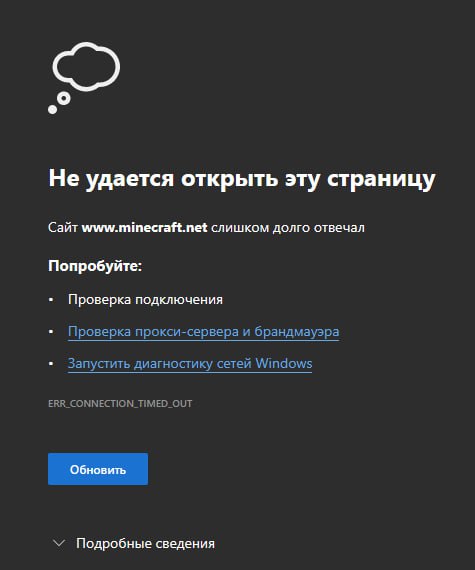 Не удается открыть эту страницу
Сайт www.minecraft.net слишком долго отвечал
Попробуйте:
• Проверка подключения
• Проверка прокси-сервера и брандмауэра
• Запустить диагностику сетей Windows
ERR_CONNECTION_TIMED_OUT
Обновить
Подробные сведения